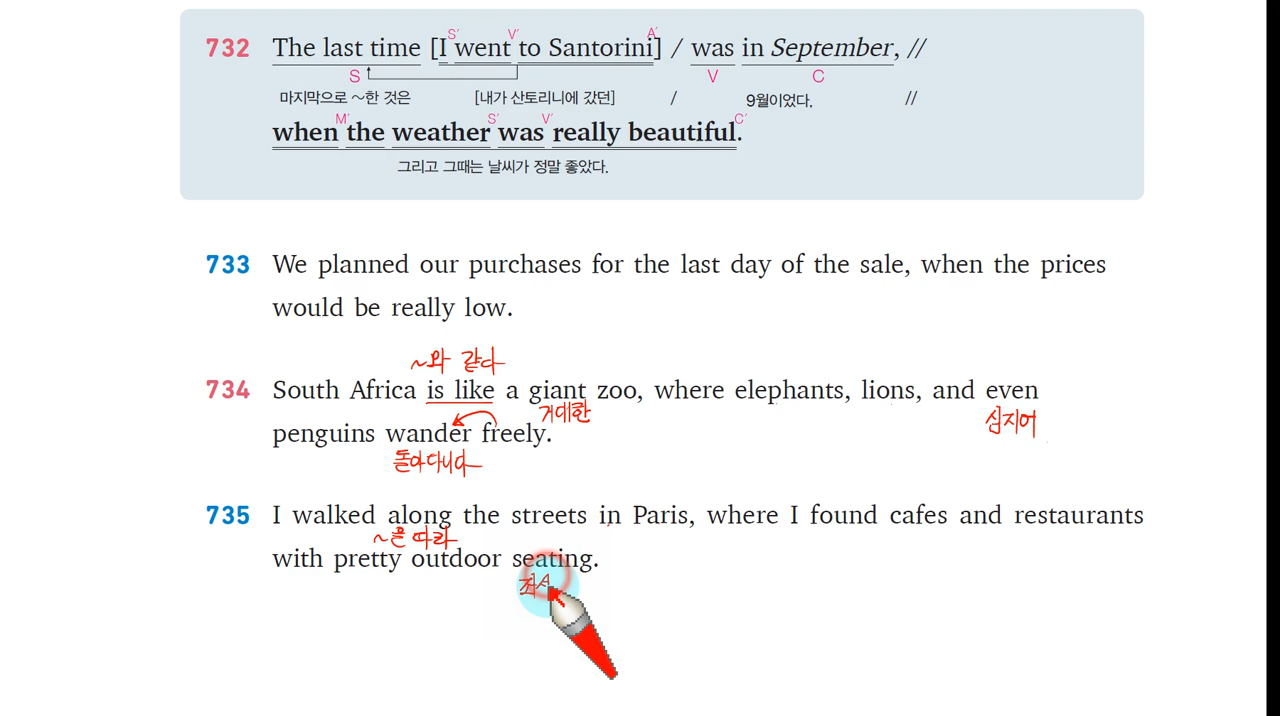 S' V' A'
732 The last time [I went to Santorini] / was in September, //
S V C
마지막으로 ~한 것은 [내가 산토리니에 갔던] / 9월이었다. //
M' S' V' C'
when the weather was really beautiful.
그리고 그때는 날씨가 정말 좋았다.
733 We planned our purchases for the last day of the sale, when the prices
would be really low.
~와 같다
734 South Africa is like a giant zoo, where elephants, lions, and even
거대한 심지어
penguins wander freely.
돌아다니다
735 I walked along the streets in Paris, where I found cafes and restaurants
~을 따라
with pretty outdoor seating.